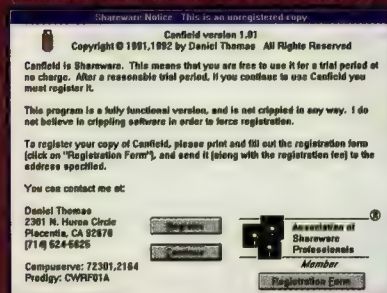 Shareware Notice - This is an unregistered copy
Canfield version 1.01
Copyright © 1991,1992 by Daniel Thomas All Rights Reserved
Canfield is Shareware. This means that you are free to use it for a trial period at
no charge. After a reasonable trial period, if you continue to use Canfield you
must register it.
This program is a fully functional version, and is not crippled in any way. I do
not believe in crippling software in order to force registration.
To register your copy of Canfield, please print and fill out the registration form
(click on "Registration Form"), and send it (along with the registration fee) to the
address specified.
You can contact me at:
Daniel Thomas
2301 N. Huron Circle
Placentia, CA 92670
(714) 524-5625
Compuserve: 72301,2164
Prodigy: CWRF01A
Register
Continue
Association of
Shareware
Professionals
®
Member
Registration Form